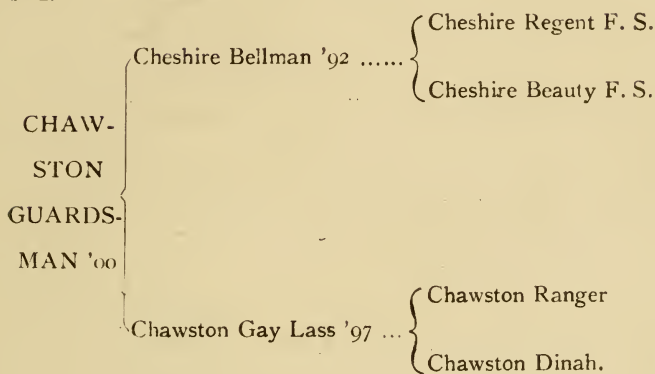 Cheshire Regent F. S.
Cheshire Bellman '92 ......
Cheshire Beauty F. S.
CHAW-
STON
GUARDS-
MAN '00
Chawston Ranger
Chawston Gay Lass '97 ...
Chawston Dinah.